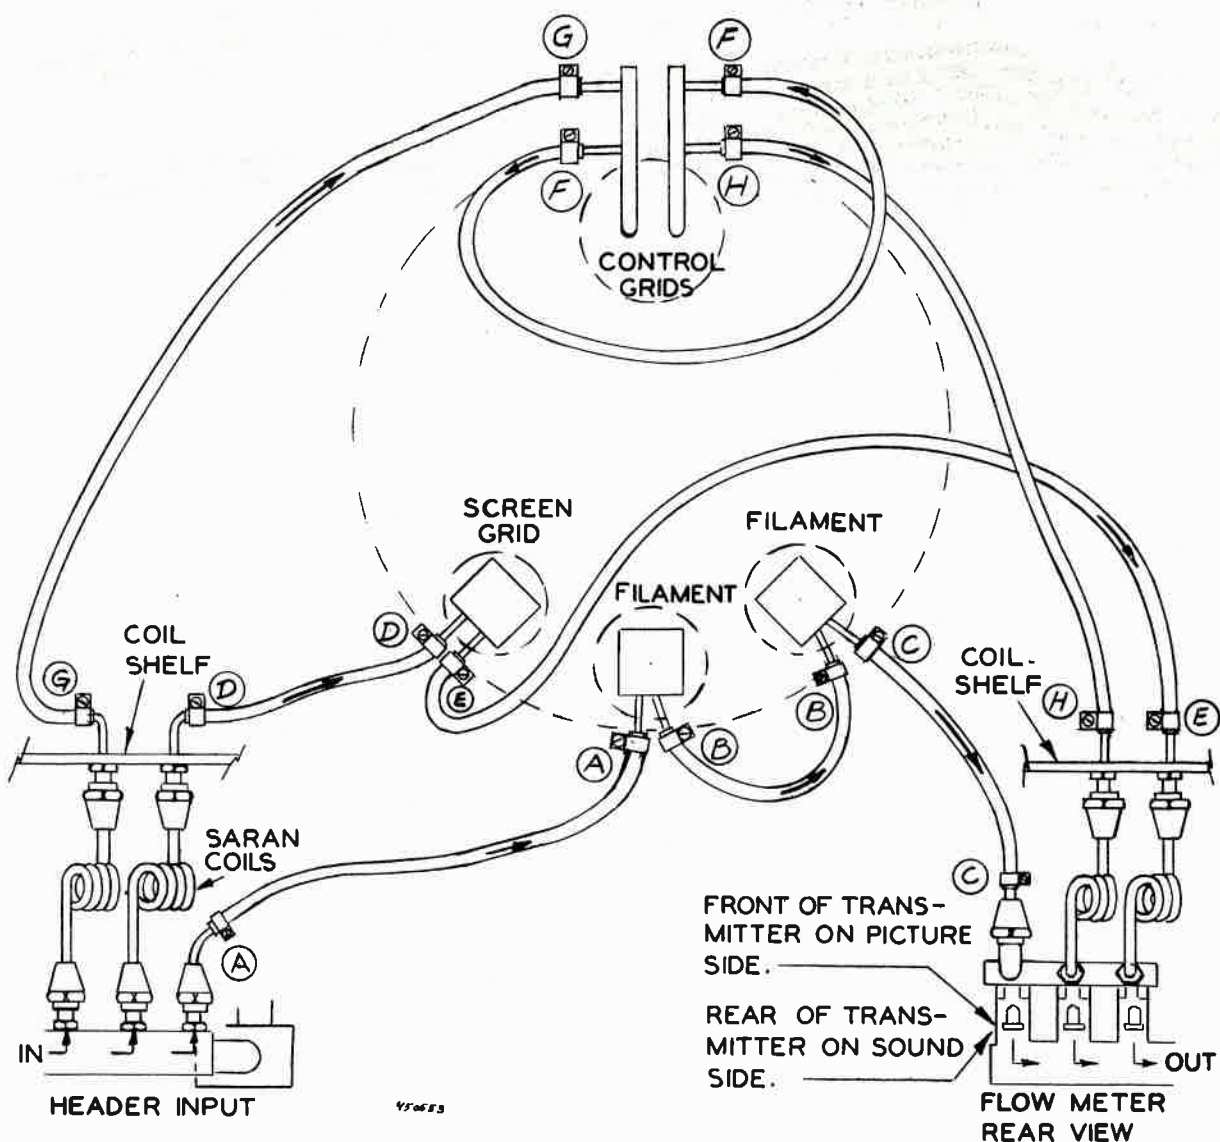 G
F
F
H
CONTROL
GRIDS
SCREEN
GRID
FILAMENT
FILAMENT
D
E
C
B
COIL
SHELF
G
D
A
B
COIL-
SHELF
H
E
SARAN
COILS
A
C
FRONT OF TRANS-
MITTER ON PICTURE
SIDE.
REAR OF TRANS-
MITTER ON SOUND
SIDE.
IN
OUT
HEADER INPUT
450653
FLOW METER
REAR VIEW